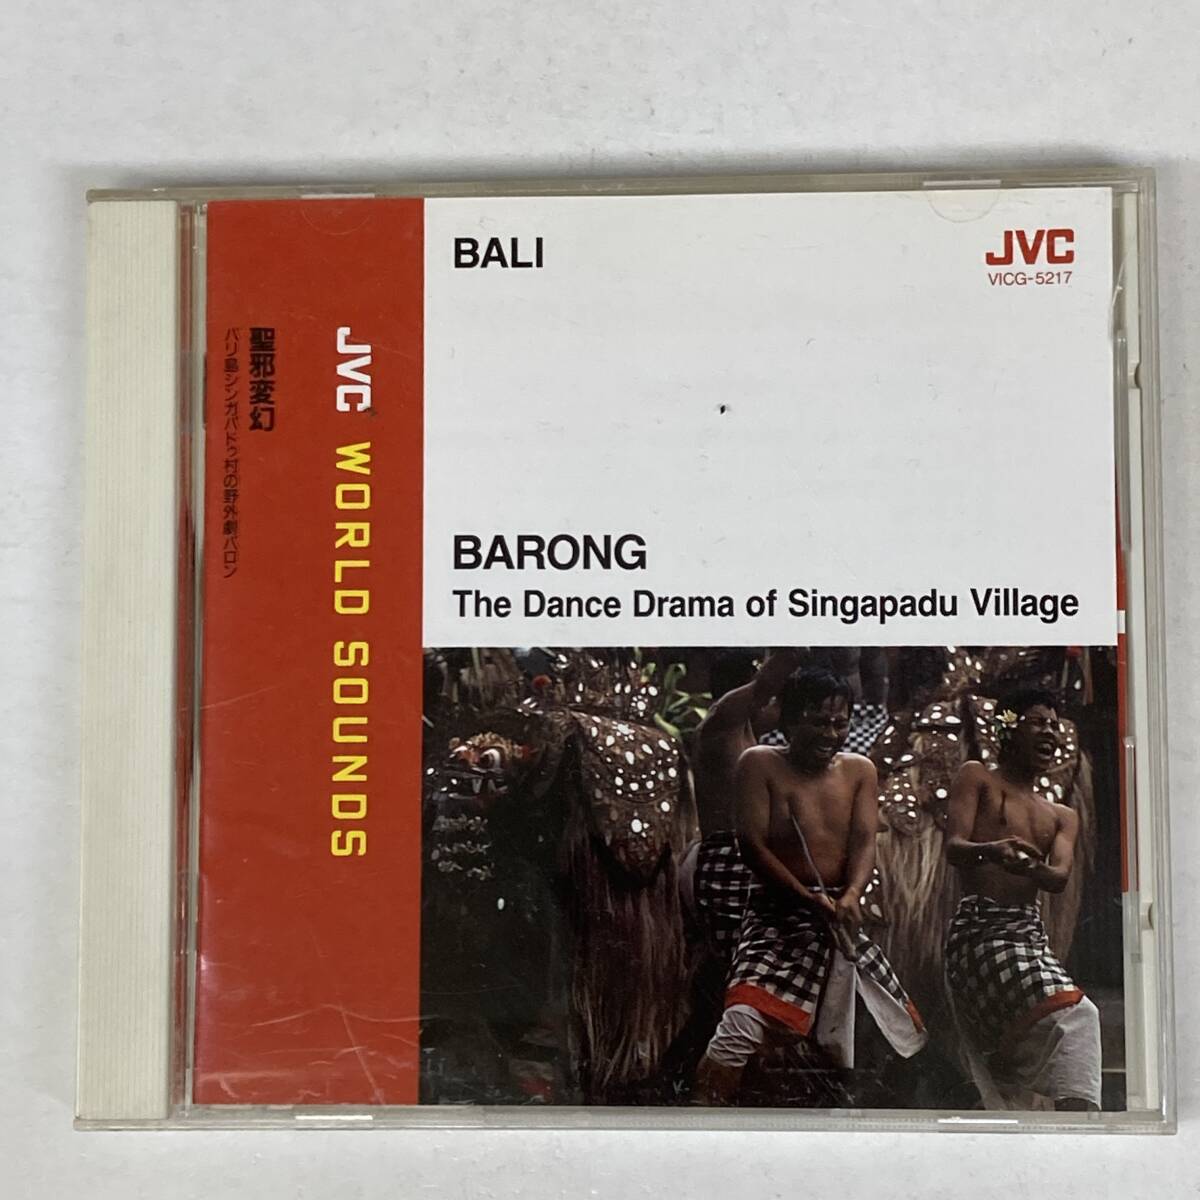 BALI
JVC
VICG-5217
聖邪変幻
バリ島シンガパドゥ村の野外劇バロン
JVC WORLD SOUNDS
BARONG
The Dance Drama of Singapadu Village